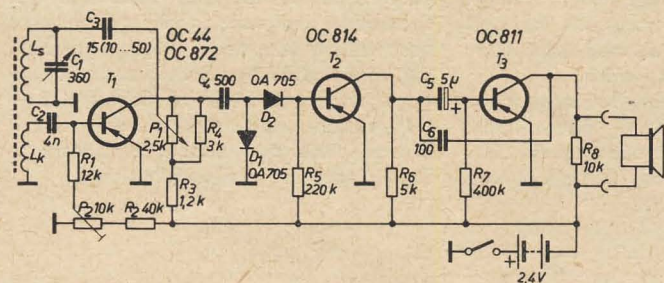 OC 44
OC 872
OC 814
OC 811
C3
15(10...50)
Ls
C1
360
T1
C4 500
OA 705
T2
C5 5µ
T3
C2
4n
D2
+
P1
2,5k
R4
3k
C6
100
Lk
D1
OA705
R1
12k
R3
1,2k
R5
220k
R6
5k
R7
400k
R8
10k
P2 10k
R2 40k
+
2,4V